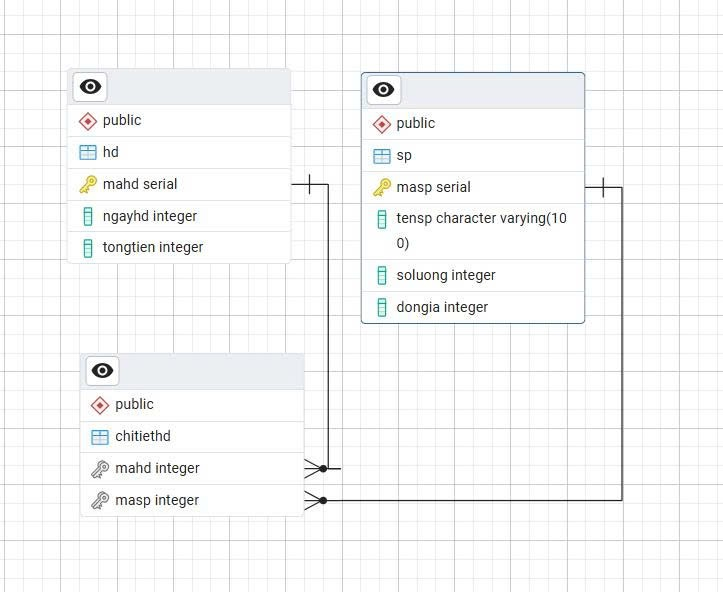 public
hd
mahd serial
ngayhd integer
tongtien integer
public
sp
masp serial
tensp character varying(10
0)
soluong integer
dongia integer
public
chitiethd
mahd integer
masp integer